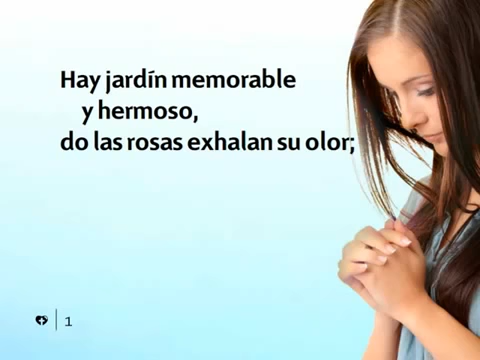 Hay jardín memorable
y hermoso,
do las rosas exhalan su olor;
1